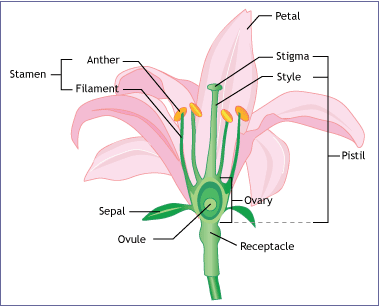 Petal
Stigma
Anther
Style
Stamen
Filament
Pistil
Ovary
Sepal
Ovule
Receptacle